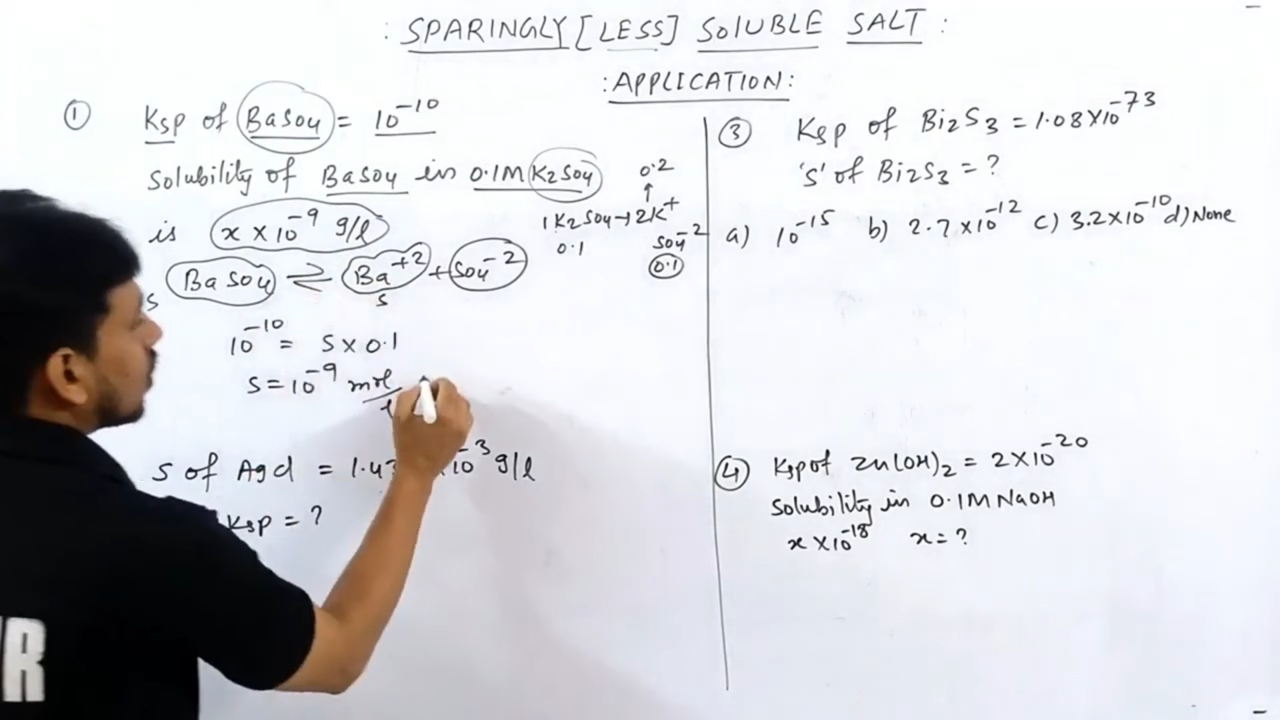 : SPARINGLY [LESS] SOLUBLE SALT :
: APPLICATION :
① Ksp of BaSO4 = 10^-10
Solubility of BaSO4 in 0.1M K2SO4
is x × 10^-9 g/l
0.2
↑
1K2SO4 → 2K+
0.1 SO4^-2
0.1
BaSO4 ⇌ Ba^+2 + SO4^-2
s s
10^-10 = S × 0.1
S = 10^-9 mol/l
S of AgCl = 10^-3 g/l
Ksp = ?
③ Ksp of Bi2S3 = 1.08×10^-73
'S' of Bi2S3 = ?
a) 10^-15 b) 2.7×10^-12 c) 3.2×10^-10 d) None
④ Ksp of Zn(OH)2 = 2×10^-20
Solubility in 0.1M NaOH
x×10^-18 x = ?
R